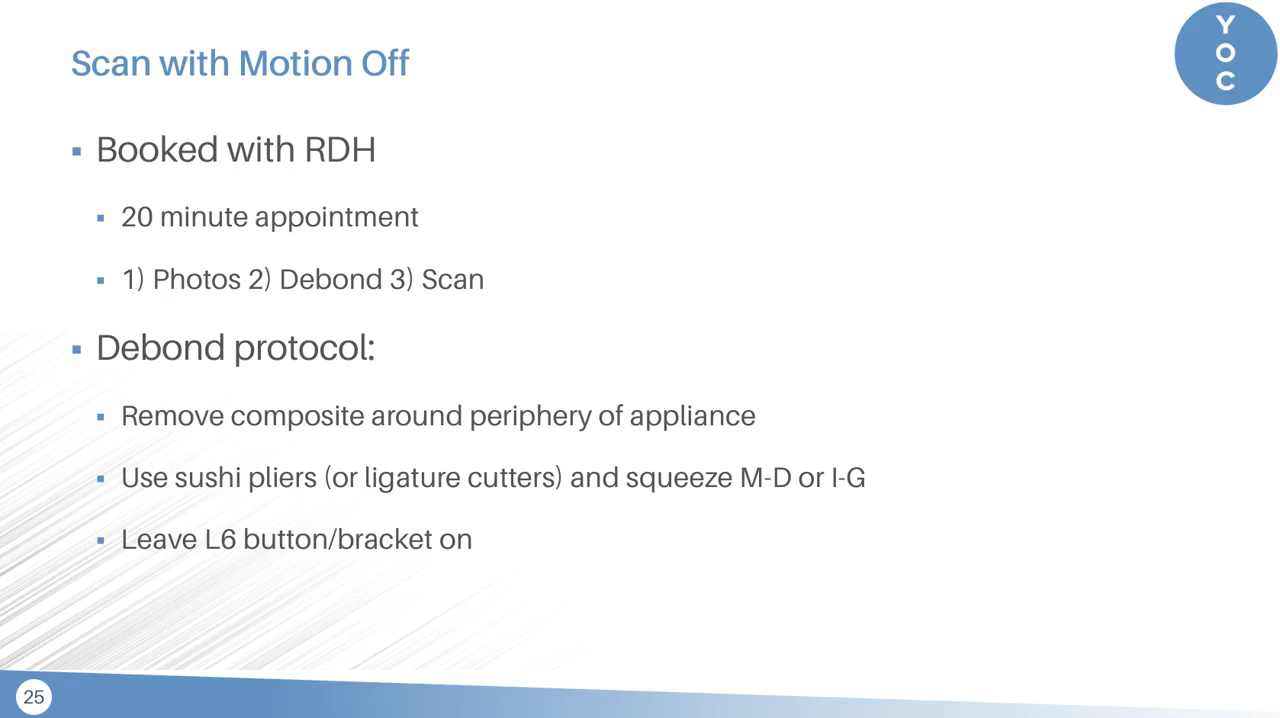 Y
O
C
Scan with Motion Off
Booked with RDH
20 minute appointment
1) Photos 2) Debond 3) Scan
Debond protocol:
Remove composite around periphery of appliance
Use sushi pliers (or ligature cutters) and squeeze M-D or I-G
Leave L6 button/bracket on
25